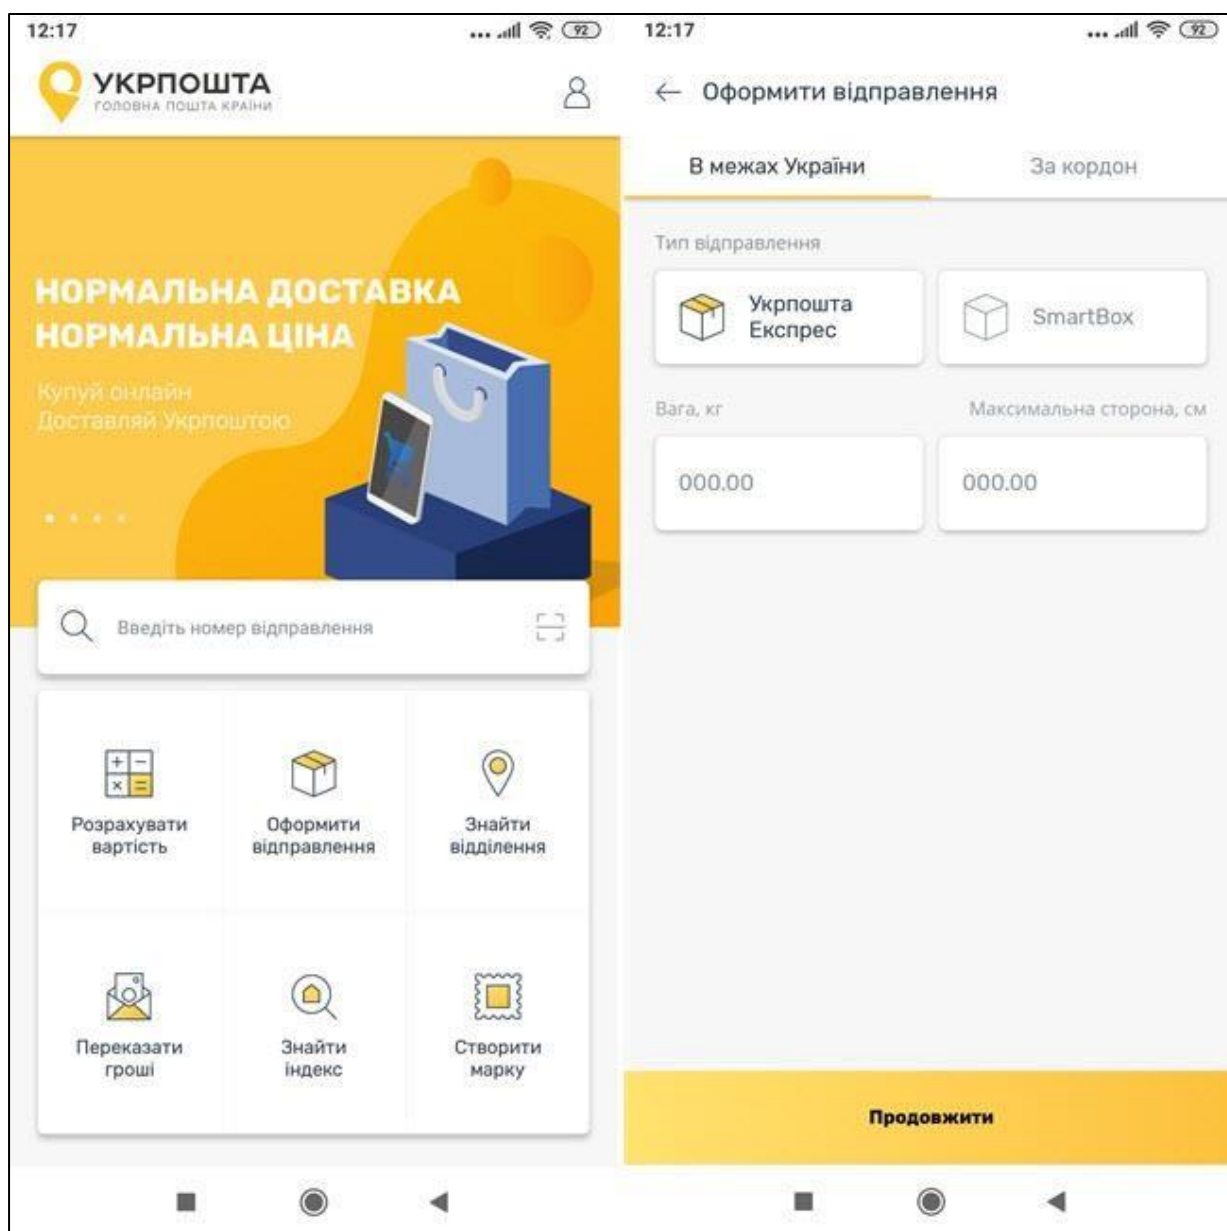 12:17
92
УКРПОШТА
ГОЛОВНА ПОШТА КРАЇНИ
НОРМАЛЬНА ДОСТАВКА
НОРМАЛЬНА ЦІНА
Купуй онлайн
Доставляй Укрпоштою
Введіть номер відправлення
Розрахувати
вартість
Оформити
відправлення
Знайти
відділення
Переказати
гроші
Знайти
індекс
Створити
марку
12:17
92
Оформити відправлення
В межах України
За кордон
Тип відправлення
Укрпошта
Експрес
SmartBox
Вага, кг
Максимальна сторона, см
000.00
000.00
Продовжити